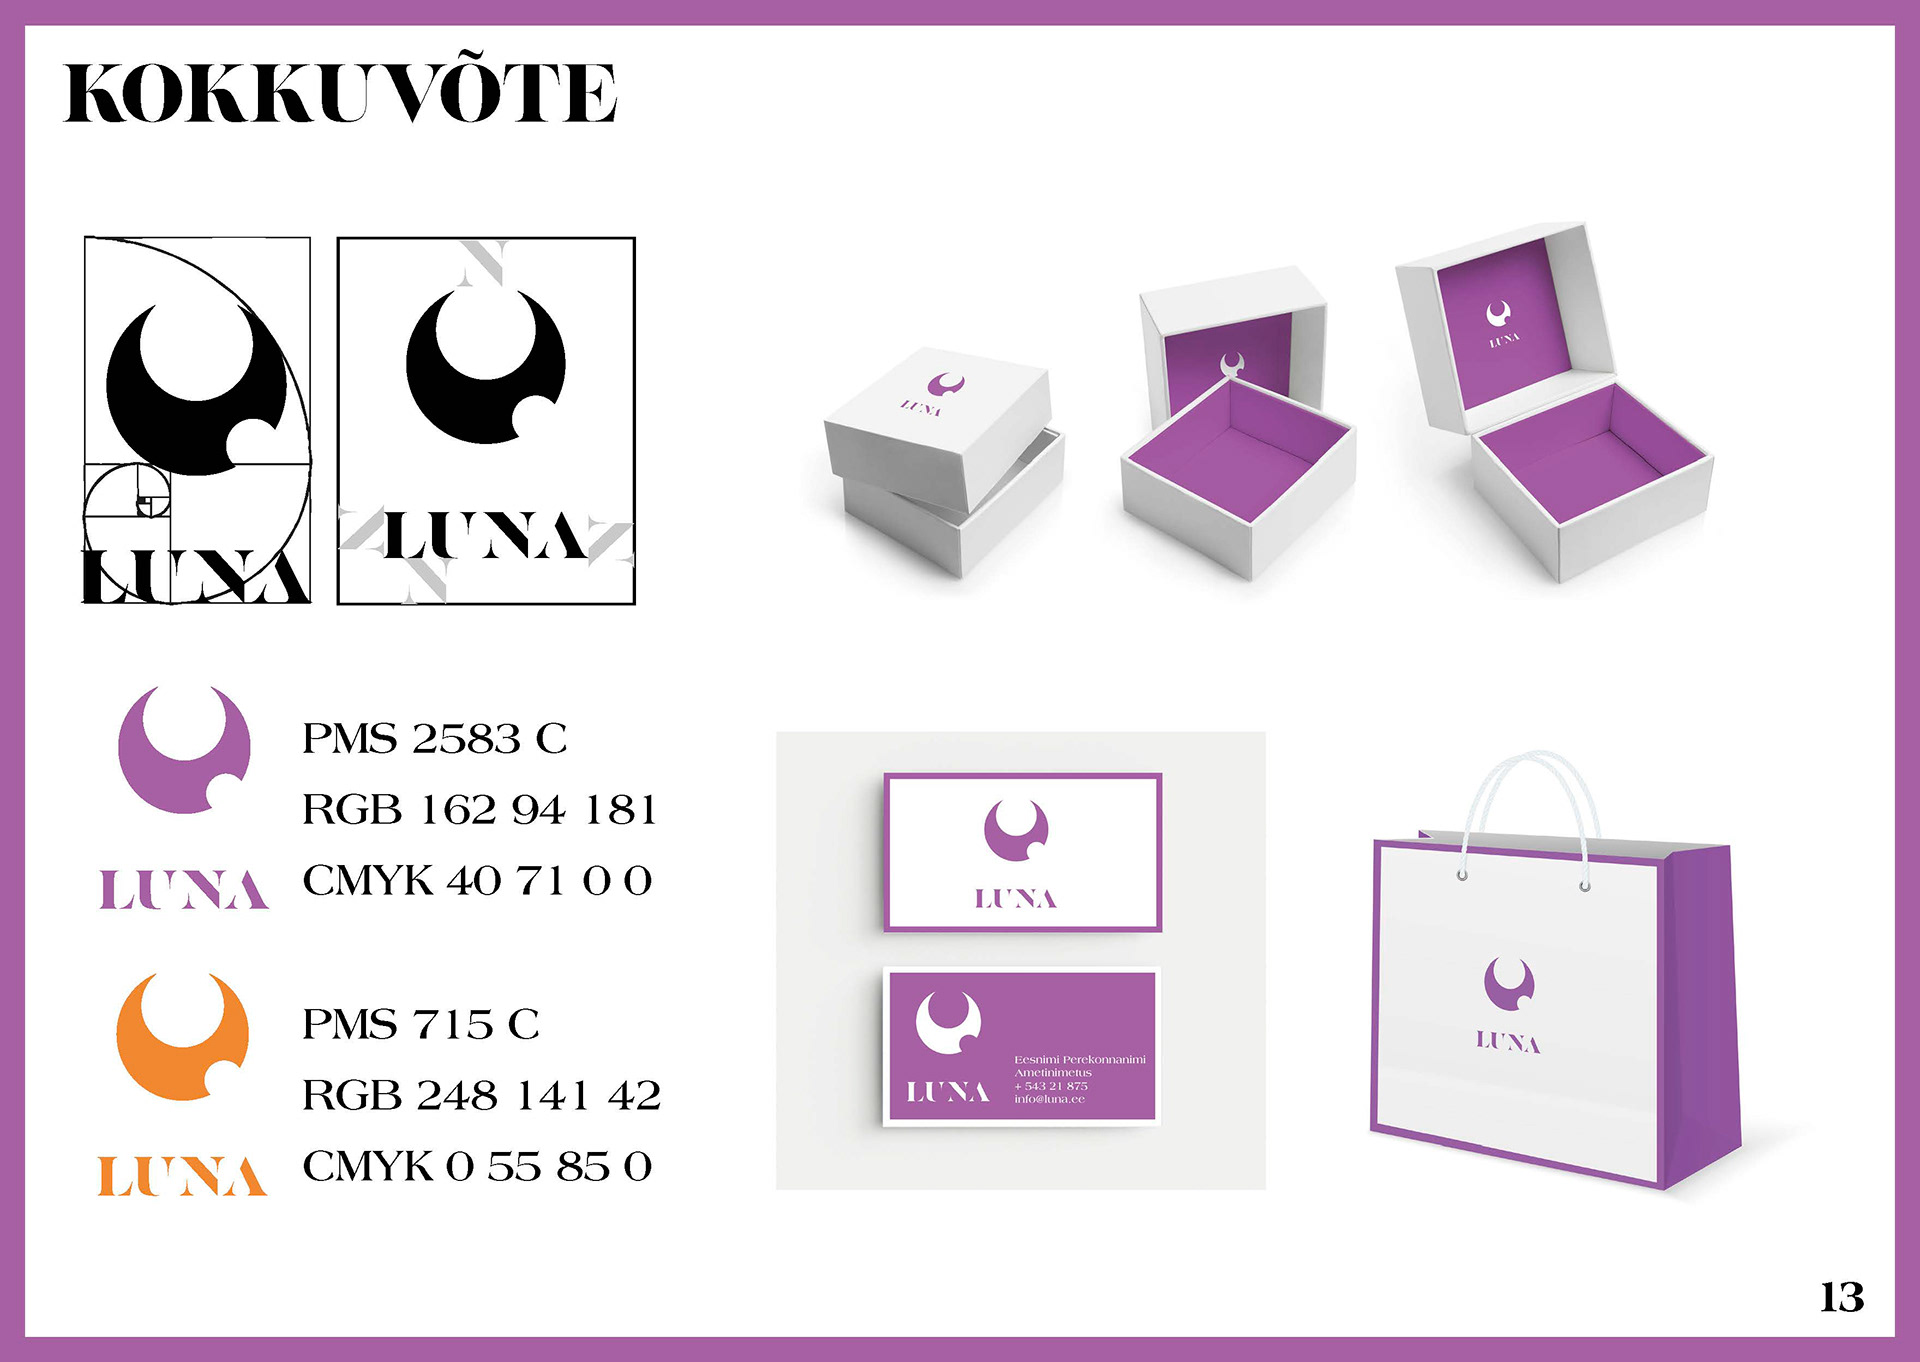 KOKKUVÕTE
LUNA
N
LUNA
N
N
N
LUNA
PMS 2583 C
RGB 162 94 181
CMYK 40 71 0 0
LUNA
PMS 715 C
RGB 248 141 42
CMYK 0 55 85 0
LUNA
LUNA
LUNA
LUNA
Eesnimi Perekonnanimi
Ametinimetus
+ 543 21 875
info@luna.ee
LUNA
LUNA
13